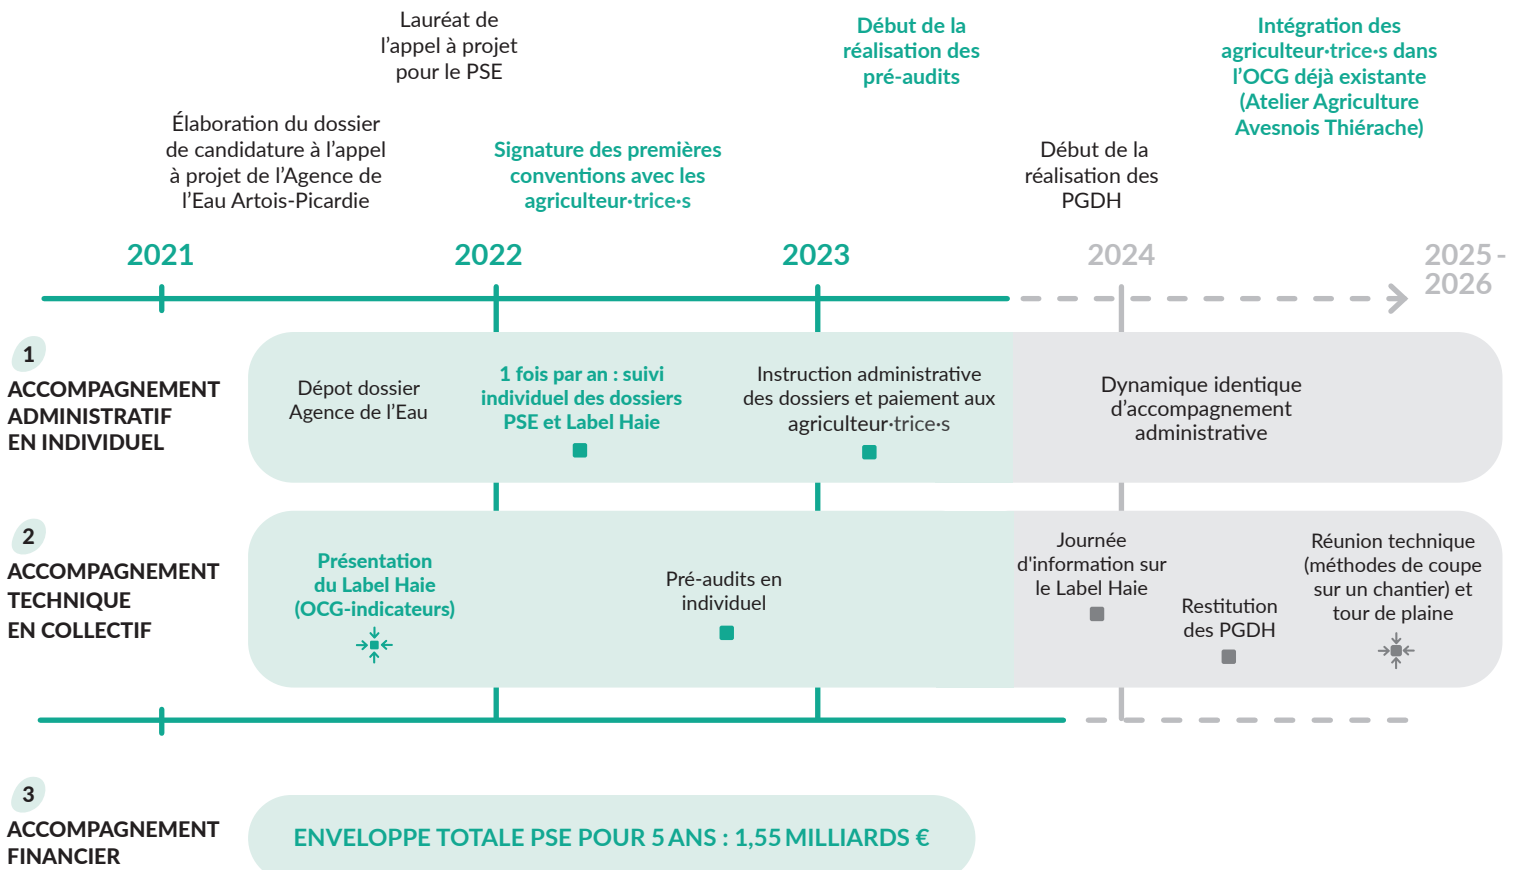 Lauréat de
l’appel à projet
pour le PSE
Début de la
réalisation des
pré-audits
Intégration des
agriculteur·trice·s dans
l’OCG déjà existante
(Atelier Agriculture
Avesnois Thiérache)
Élaboration du dossier
de candidature à l’appel
à projet de l’Agence de
l’Eau Artois-Picardie
Signature des premières
conventions avec les
agriculteur·trice·s
Début de la
réalisation des
PGDH
2021
2022
2023
2024
2025 -
2026
1
ACCOMPAGNEMENT
ADMINISTRATIF
EN INDIVIDUEL
Dépot dossier
Agence de l’Eau
1 fois par an : suivi
individuel des dossiers
PSE et Label Haie
Instruction administrative
des dossiers et paiement aux
agriculteur·trice·s
Dynamique identique
d’accompagnement
administrative
2
ACCOMPAGNEMENT
TECHNIQUE
EN COLLECTIF
Présentation
du Label Haie
(OCG-indicateurs)
Pré-audits en
individuel
Journée
d'information sur
le Label Haie
Restitution
des PGDH
Réunion technique
(méthodes de coupe
sur un chantier) et
tour de plaine
3
ACCOMPAGNEMENT
FINANCIER
ENVELOPPE TOTALE PSE POUR 5 ANS : 1,55 MILLIARDS €